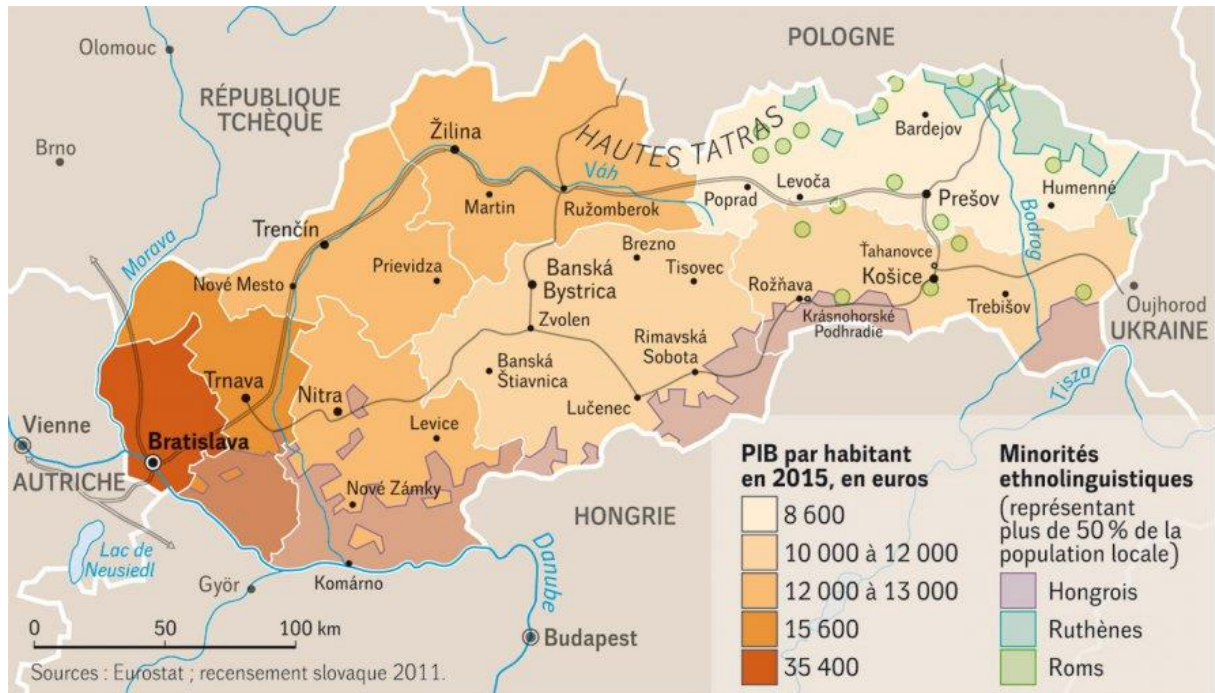 POLOGNE
Olomouc
RÉPUBLIQUE
TCHÈQUE
Brno
Žilina
HAUTES TATRAS
Bardejov
Váh
Martin
Ružomberok
Poprad
Levoča
Prešov
Humenné
Bodrog
Morava
Trenčín
Nové Mesto
Prievidza
Brezno
Tisovec
Banská
Bystrica
Zvolen
Rožňava
Ťahanovce
Košice
Krásnohorské
Podhradie
Trebišov
Oujhorod
UKRAINE
Tisza
Rimavská
Sobota
Banská
Štiavnica
Lučenec
Trnava
Nitra
Levice
Vienne
Bratislava
AUTRICHE
Nové Zámky
HONGRIE
Lac de
Neusiedl
Györ
Komárno
Danube
Budapest
0 50 100 km
Sources : Eurostat ; recensement slovaque 2011.
PIB par habitant
en 2015, en euros
8 600
10 000 à 12 000
12 000 à 13 000
15 600
35 400
Minorités
ethnolinguistiques
(représentant
plus de 50 % de la
population locale)
Hongrois
Ruthènes
Roms